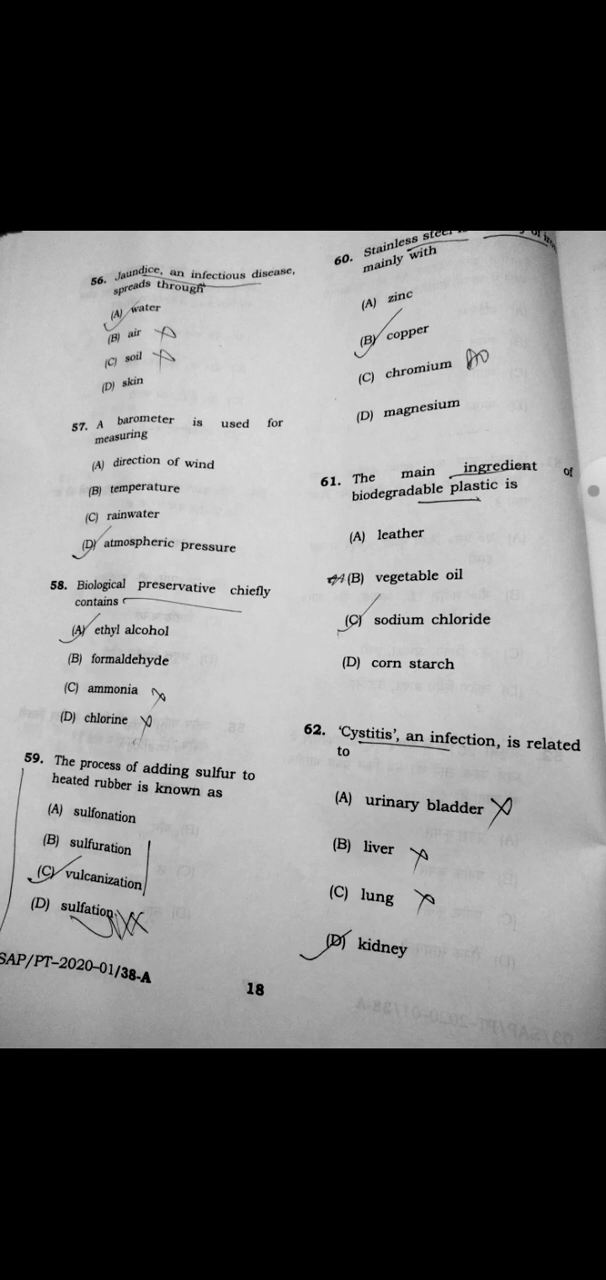 56. Jaundice, an infectious disease,
spreads through
(A) water
(B) air
(C) soil
(D) skin
57. A barometer is used for
measuring
(A) direction of wind
(B) temperature
(C) rainwater
(D) atmospheric pressure
58. Biological preservative chiefly
contains
(A) ethyl alcohol
(B) formaldehyde
(C) ammonia
(D) chlorine
59. The process of adding sulfur to
heated rubber is known as
(A) sulfonation
(B) sulfuration
(C) vulcanization
(D) sulfation
SAP/PT-2020-01/38-A
18
60. Stainless steel
mainly with
(A) zinc
(B) copper
(C) chromium
(D) magnesium
61. The main ingredient of
biodegradable plastic is
(A) leather
(B) vegetable oil
(C) sodium chloride
(D) corn starch
62. 'Cystitis', an infection, is related
to
(A) urinary bladder
(B) liver
(C) lung
(D) kidney